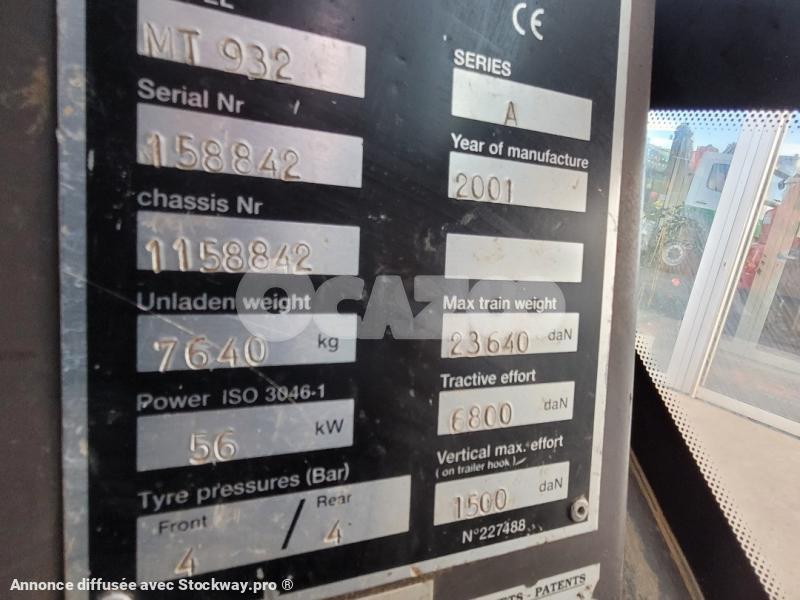 CE
MT 932
SERIES
A
Serial Nr
158842
Year of manufacture
2001
chassis Nr
1158842
Unladen weight
7640 kg
Max train weight
23640 daN
Power ISO 3046-1
56 kW
Tractive effort
6800 daN
Tyre pressures (Bar)
Front / Rear
4 4
Vertical max. effort
(on trailer hook)
1500 daN
N°227488
PATENTS
OCAZOO
Annonce diffusée avec Stockway.pro ®